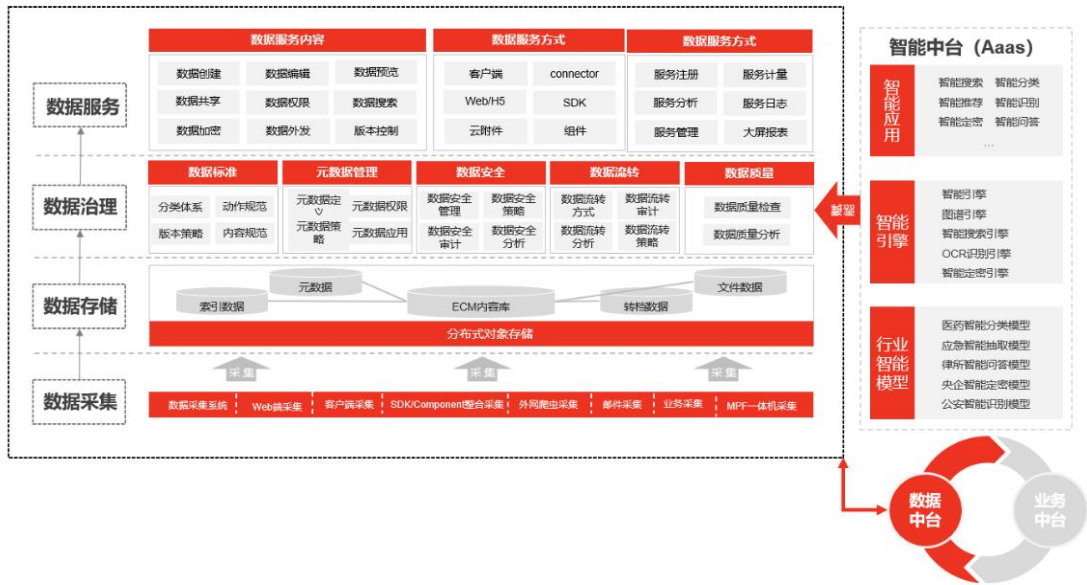 数据服务
数据服务内容
数据创建 数据编辑 数据预览
数据共享 数据权限 数据搜索
数据加密 数据外发 版本控制
数据服务方式
客户端 connector
Web/H5 SDK
云附件 组件
数据服务方式
服务注册 服务计量
服务分析 服务日志
服务管理 大屏报表
数据治理
数据标准
分类体系 动作规范
版本策略 内容规范
元数据管理
元数据定
义
元数据权限
元数据策
略
元数据应用
数据安全
数据安全
管理
数据安全
策略
数据安全
审计
数据安全
分析
数据流转
数据流转
方式
数据流转
审计
数据流转
分析
数据流转
策略
数据质量
数据质量检查
数据质量分析
数据存储
元数据
文件数据
索引数据
ECM内容库
转档数据
分布式对象存储
采集 采集 采集
数据采集
数据采集系统 Web端采集 客户端采集 SDK/Component整合采集 外网爬虫采集 邮件采集 业务采集 MPF一体机采集
智能中台（Aaas）
智能
应用
智能搜索 智能分类
智能推荐 智能识别
智能定密 智能问答
...
智能
引擎
智能引擎
图谱引擎
智能搜索引擎
OCR识别引擎
智能定密引擎
行业
智能
模型
医药智能分类模型
应急智能抽取模型
律所智能问答模型
央企智能定密模型
公安智能识别模型
数据
中台
业务
中台